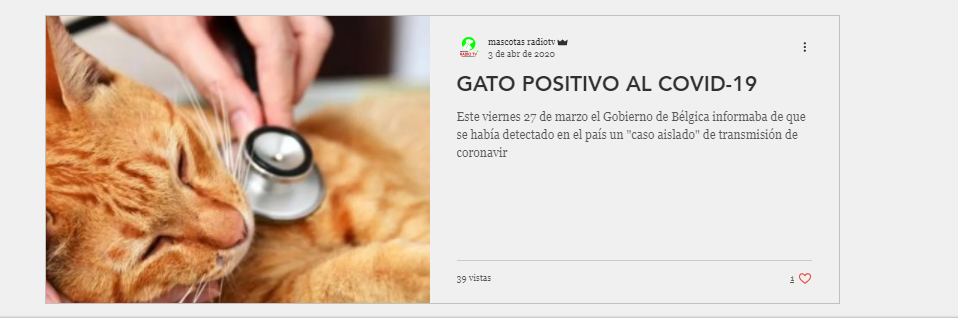 mascotas radiotv
3 de abr de 2020
GATO POSITIVO AL COVID-19
Este viernes 27 de marzo el Gobierno de Bélgica informaba de que
se había detectado en el país un "caso aislado" de transmisión de
coronavir
39 vistas
1